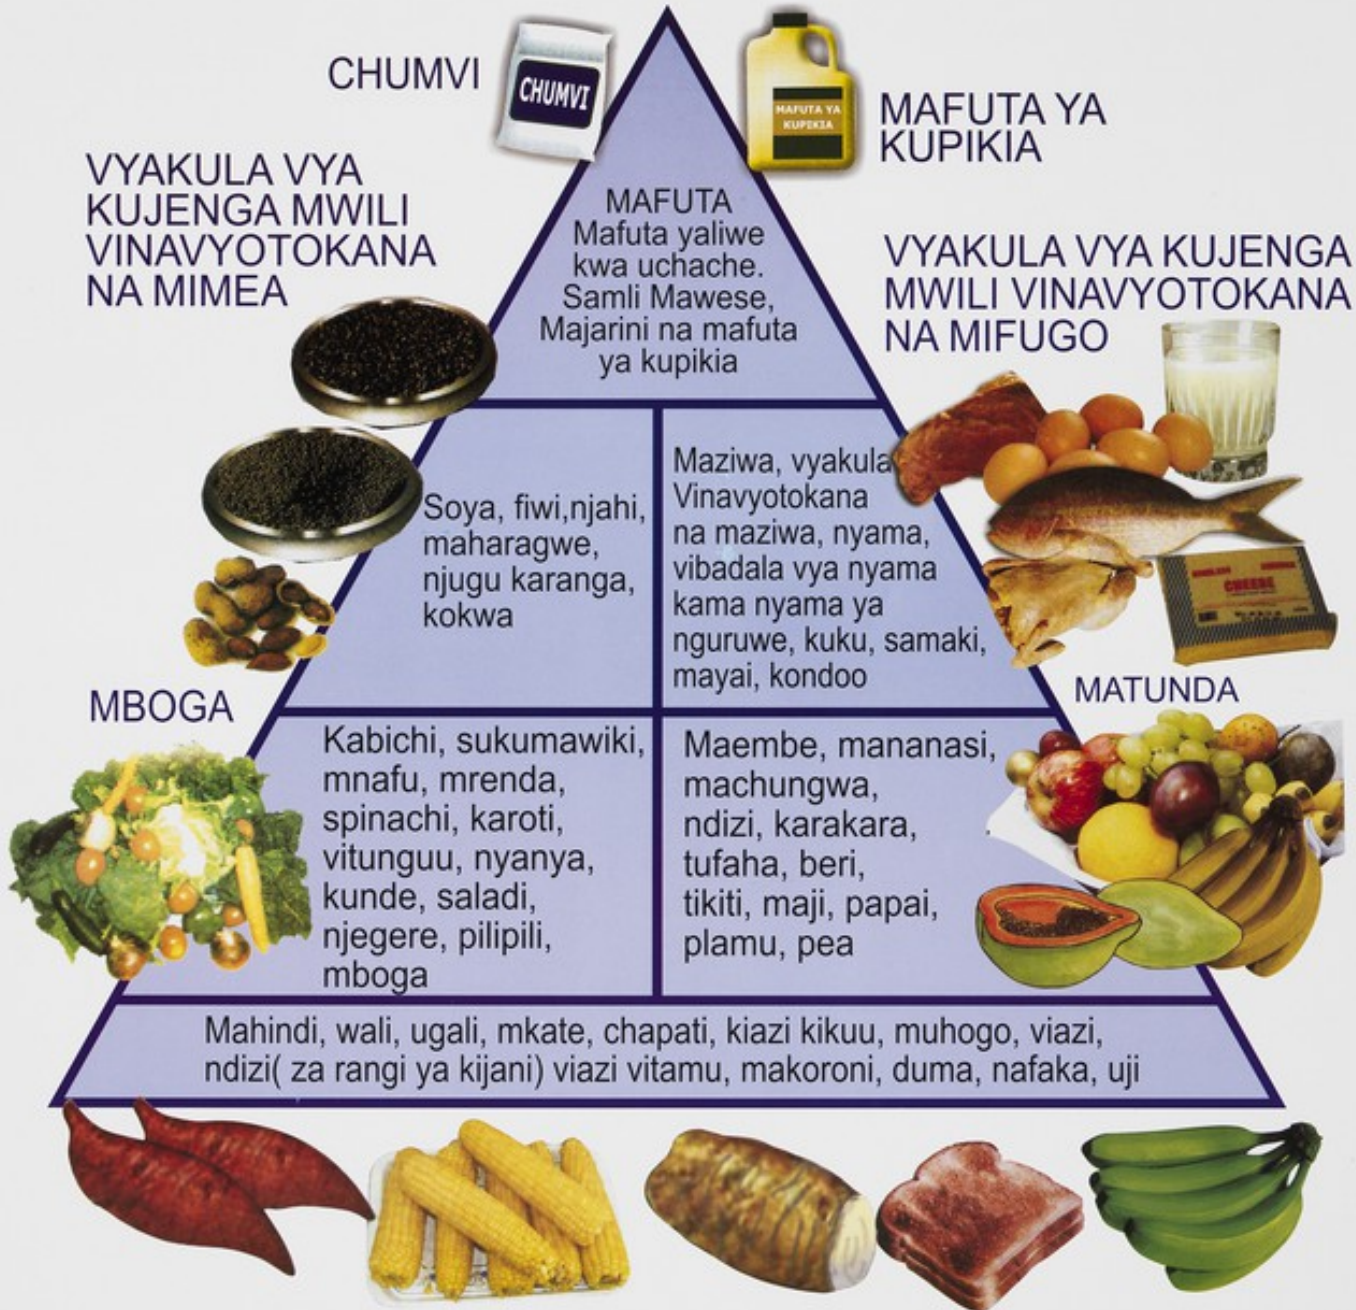 CHUMVI
CHUMVI
MAFUTA YA
KUPIKIA
MAFUTA YA
KUPIKIA
VYAKULA VYA
KUJENGA MWILI
VINAVYOTOKANA
NA MIMEA
MAFUTA
Mafuta yaliwe
kwa uchache.
Samli Mawese,
Majarini na mafuta
ya kupikia
VYAKULA VYA KUJENGA
MWILI VINAVYOTOKANA
NA MIFUGO
Soya, fiwi,njahi,
maharagwe,
njugu karanga,
kokwa
Maziwa, vyakula
Vinavyotokana
na maziwa, nyama,
vibadala vya nyama
kama nyama ya
nguruwe, kuku, samaki,
mayai, kondoo
CHEESE
MBOGA
Kabichi, sukumawiki,
mnafu, mrenda,
spinachi, karoti,
vitunguu, nyanya,
kunde, saladi,
njegere, pilipili,
mboga
MATUNDA
Maembe, mananasi,
machungwa,
ndizi, karakara,
tufaha, beri,
tikiti, maji, papai,
plamu, pea
Mahindi, wali, ugali, mkate, chapati, kiazi kikuu, muhogo, viazi,
ndizi( za rangi ya kijani) viazi vitamu, makoroni, duma, nafaka, uji